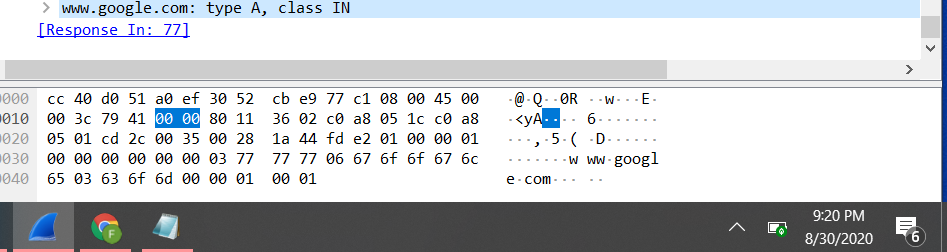 > www.google.com: type A, class IN
[Response In: 77]
0000 cc 40 d0 51 a0 ef 30 52 cb e9 77 c1 08 00 45 00 ·@·Q··0R ··w···E·
0010 00 3c 79 41 00 00 80 11 36 02 c0 a8 05 1c c0 a8 ·<yA···· 6·······
0020 05 01 cd 2c 00 35 00 28 1a 44 fd e2 01 00 00 01 ···,·5·( ·D······
0030 00 00 00 00 00 00 03 77 77 77 06 67 6f 6f 67 6c ·······w ww·googl
0040 65 03 63 6f 6d 00 00 01 00 01 e·com··· ··
9:20 PM
8/30/2020
6